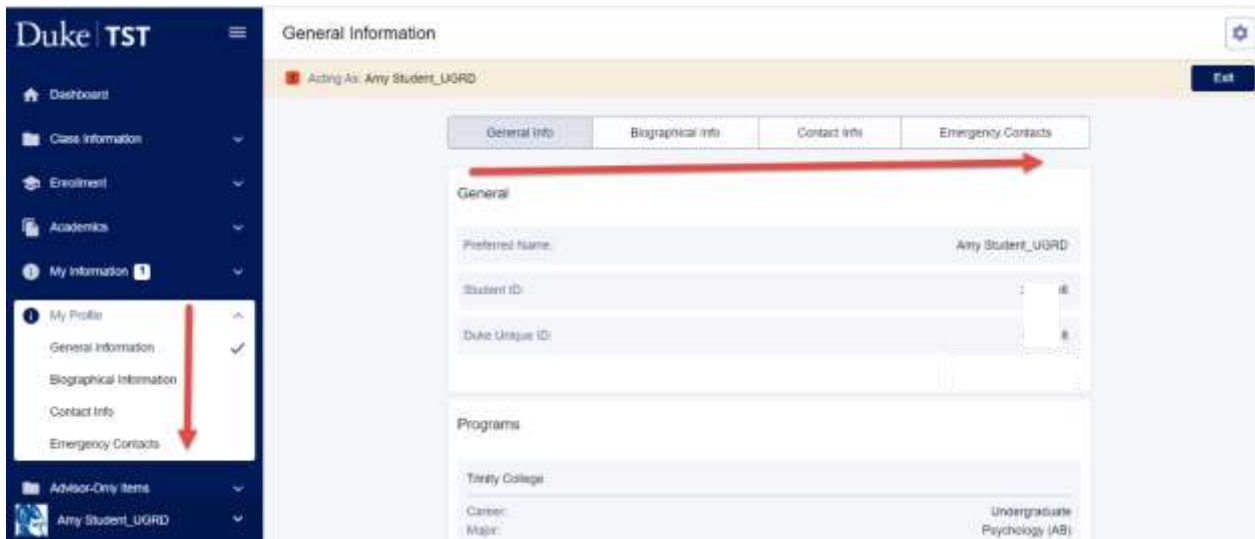 Duke TST
General Information
Acting As: Amy Student_UGRD
Exit
Dashboard
Class Information
Enrollment
Academics
My Information 1
My Profile
General Information
Biographical Information
Contact Info
Emergency Contacts
Advisor-Only Items
Amy Student_UGRD
General Info
Biographical Info
Contact Info
Emergency Contacts
General
Preferred Name: Amy Student_UGRD
Student ID:
Duke Unique ID:
Programs
Trinity College
Career: Undergraduate
Major: Psychology (AB)